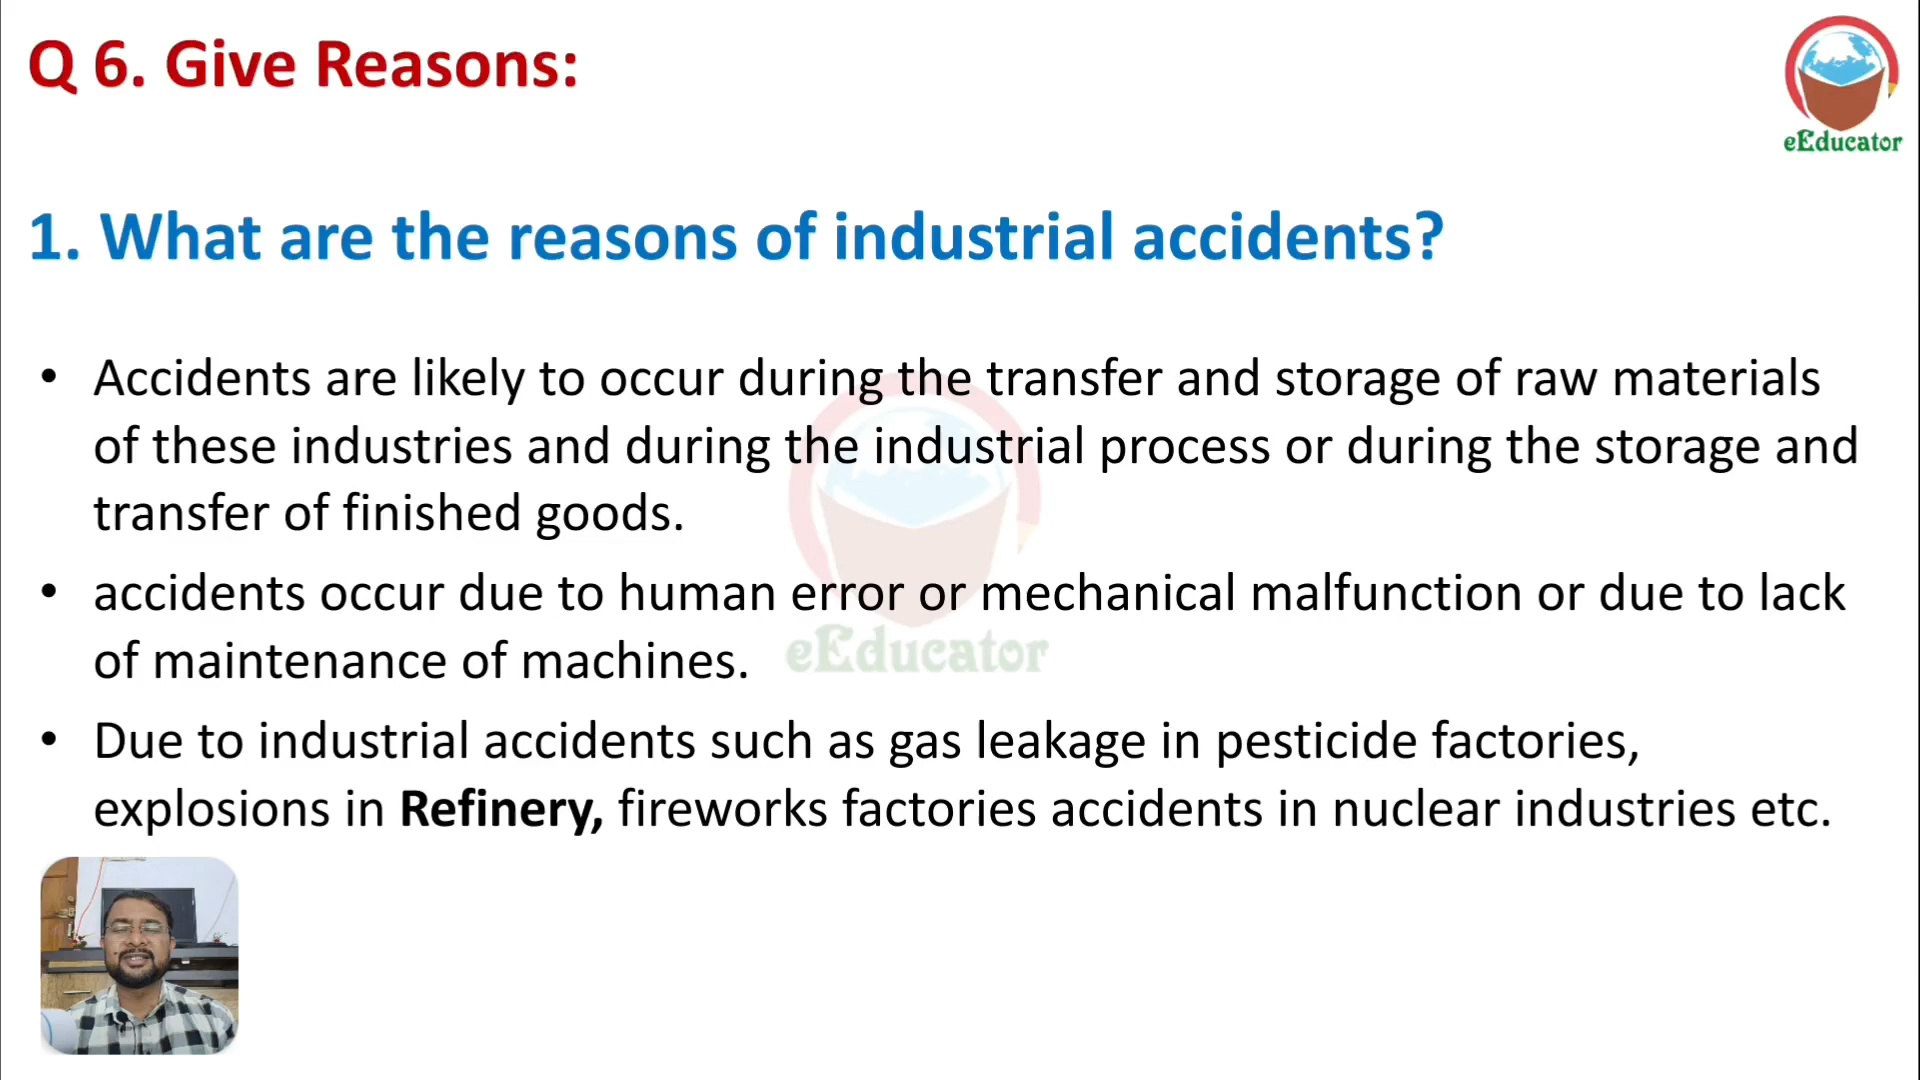 Q 6. Give Reasons:
eEducator
1. What are the reasons of industrial accidents?
• Accidents are likely to occur during the transfer and storage of raw materials
of these industries and during the industrial process or during the storage and
transfer of finished goods.
• accidents occur due to human error or mechanical malfunction or due to lack
of maintenance of machines.
eEducator
• Due to industrial accidents such as gas leakage in pesticide factories,
explosions in Refinery, fireworks factories accidents in nuclear industries etc.